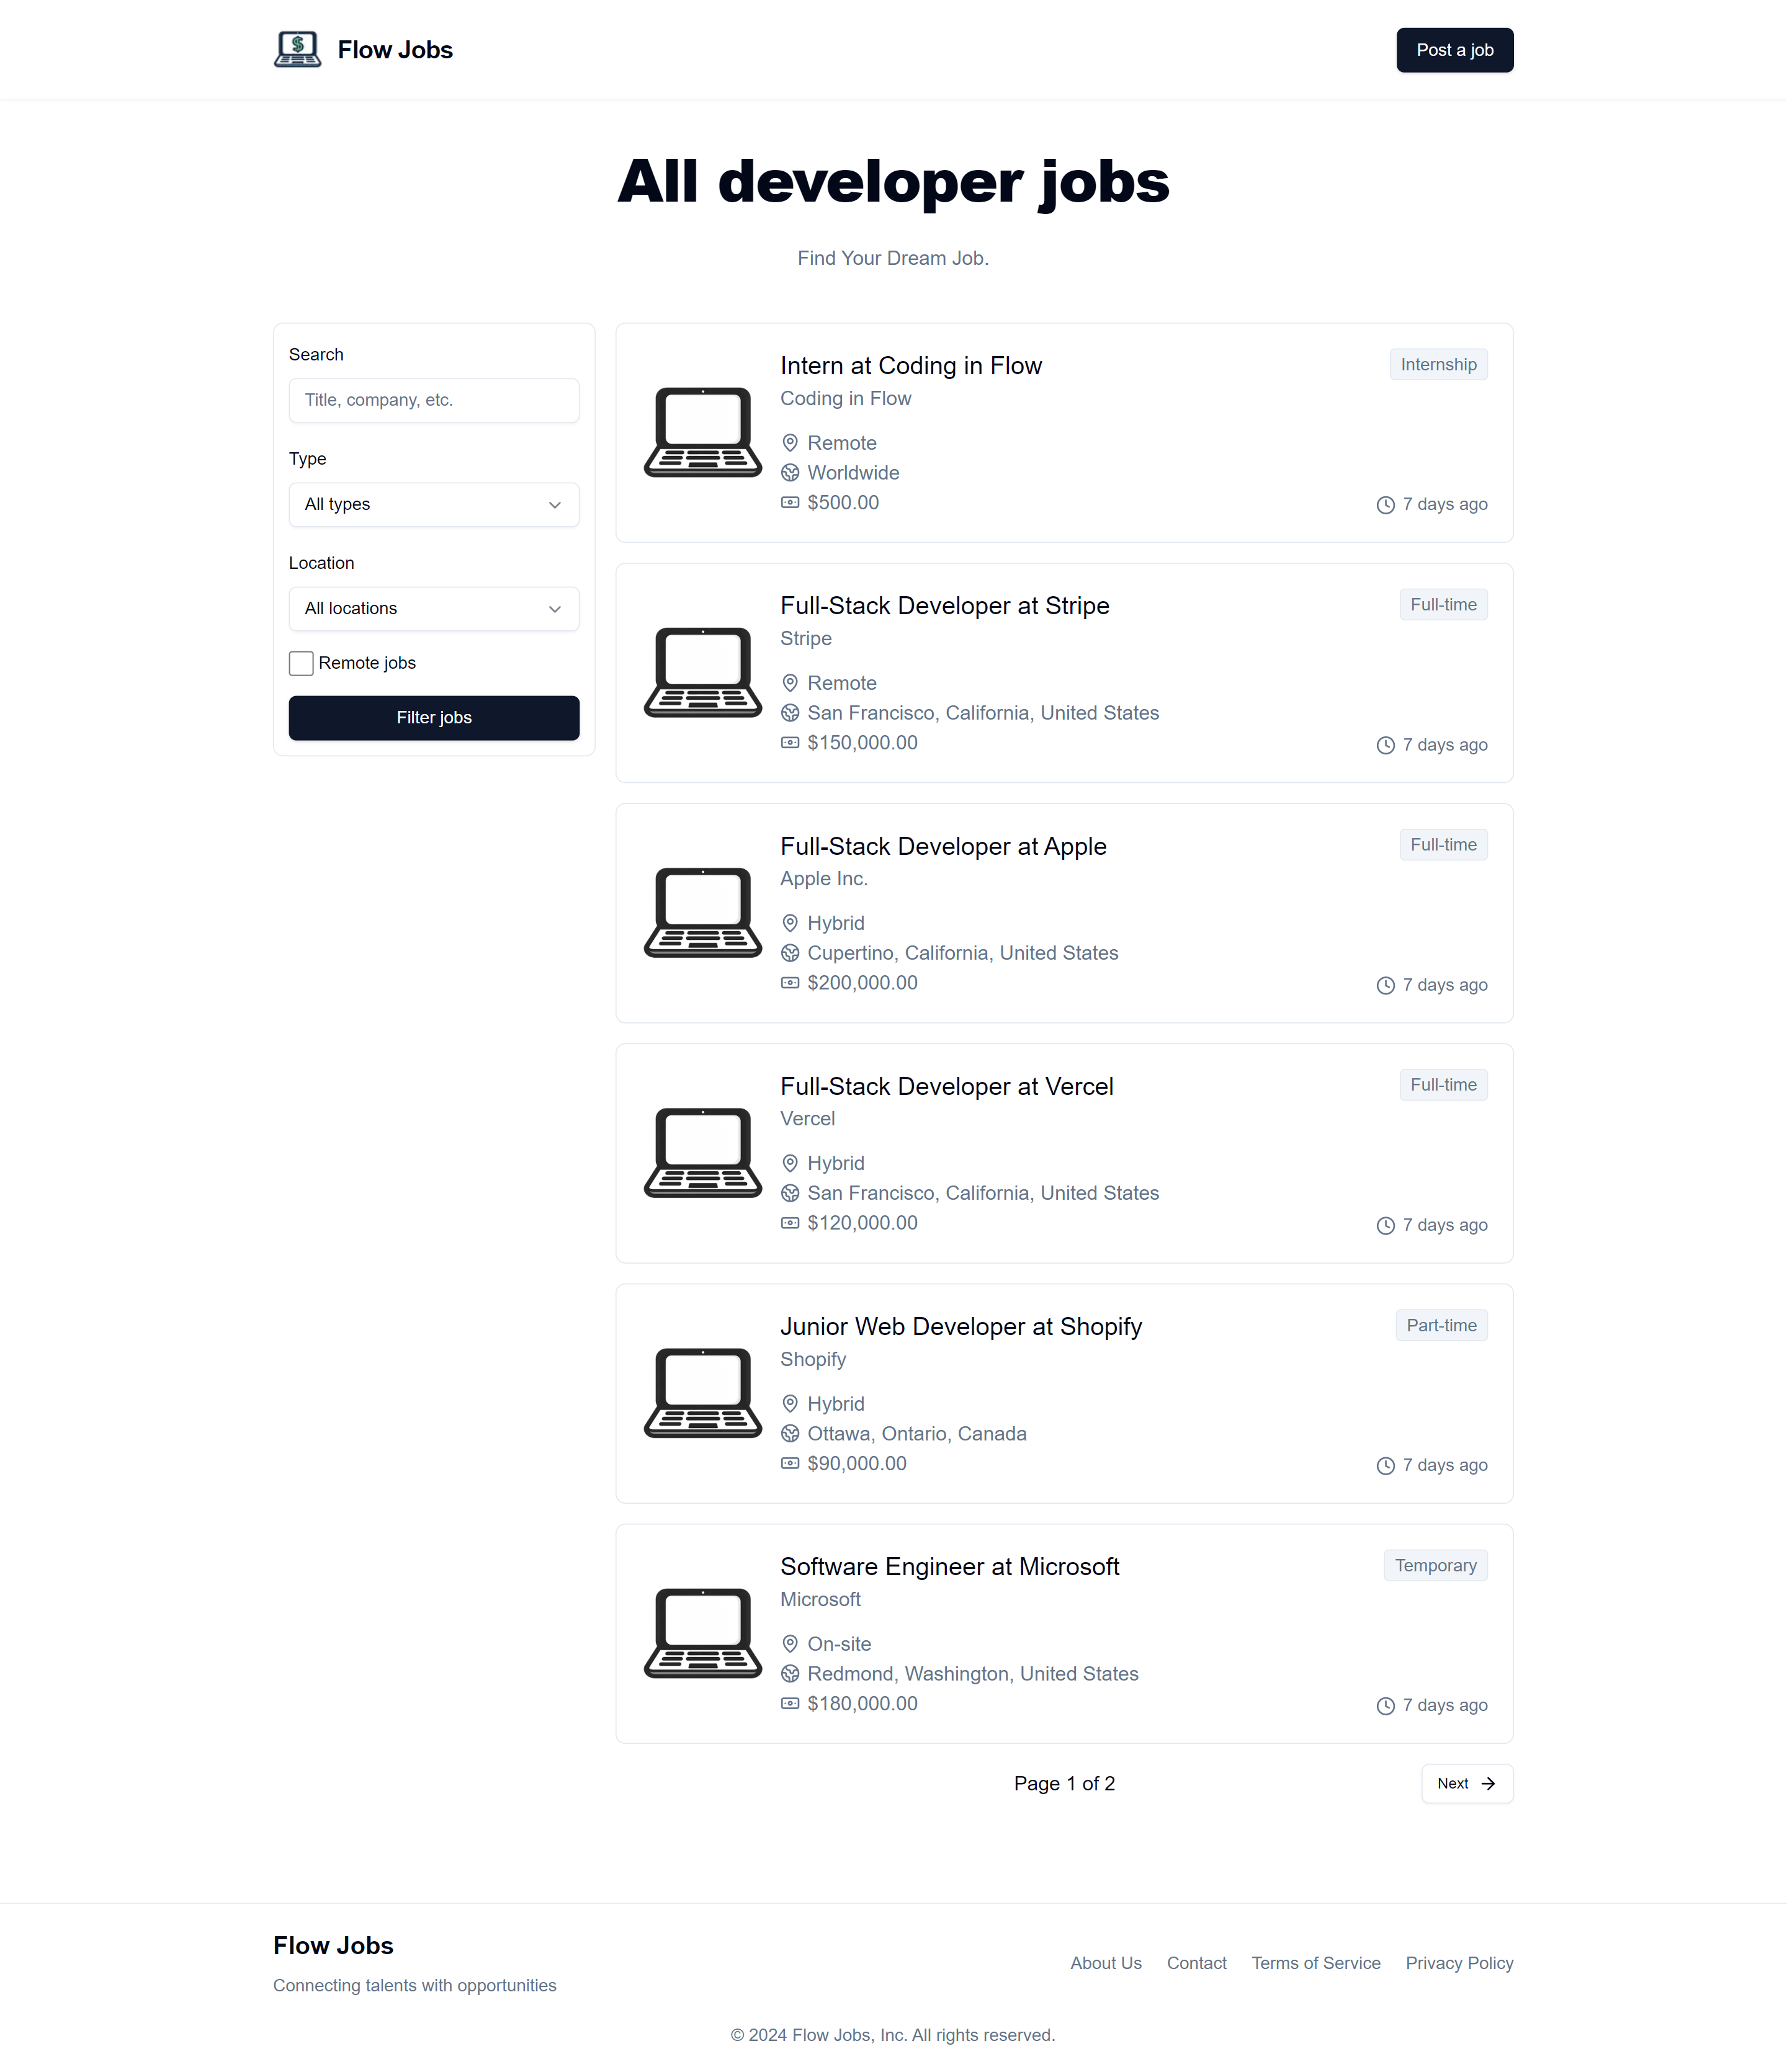 $
Flow Jobs
Post a job
All developer jobs
Find Your Dream Job.
Search
Title, company, etc.
Type
All types
Location
All locations
Remote jobs
Filter jobs
Intern at Coding in Flow
Internship
Coding in Flow
Remote
Worldwide
$500.00
7 days ago
Full-Stack Developer at Stripe
Full-time
Stripe
Remote
San Francisco, California, United States
$150,000.00
7 days ago
Full-Stack Developer at Apple
Full-time
Apple Inc.
Hybrid
Cupertino, California, United States
$200,000.00
7 days ago
Full-Stack Developer at Vercel
Full-time
Vercel
Hybrid
San Francisco, California, United States
$120,000.00
7 days ago
Junior Web Developer at Shopify
Part-time
Shopify
Hybrid
Ottawa, Ontario, Canada
$90,000.00
7 days ago
Software Engineer at Microsoft
Temporary
Microsoft
On-site
Redmond, Washington, United States
$180,000.00
7 days ago
Page 1 of 2
Next
Flow Jobs
Connecting talents with opportunities
About Us
Contact
Terms of Service
Privacy Policy
© 2024 Flow Jobs, Inc. All rights reserved.